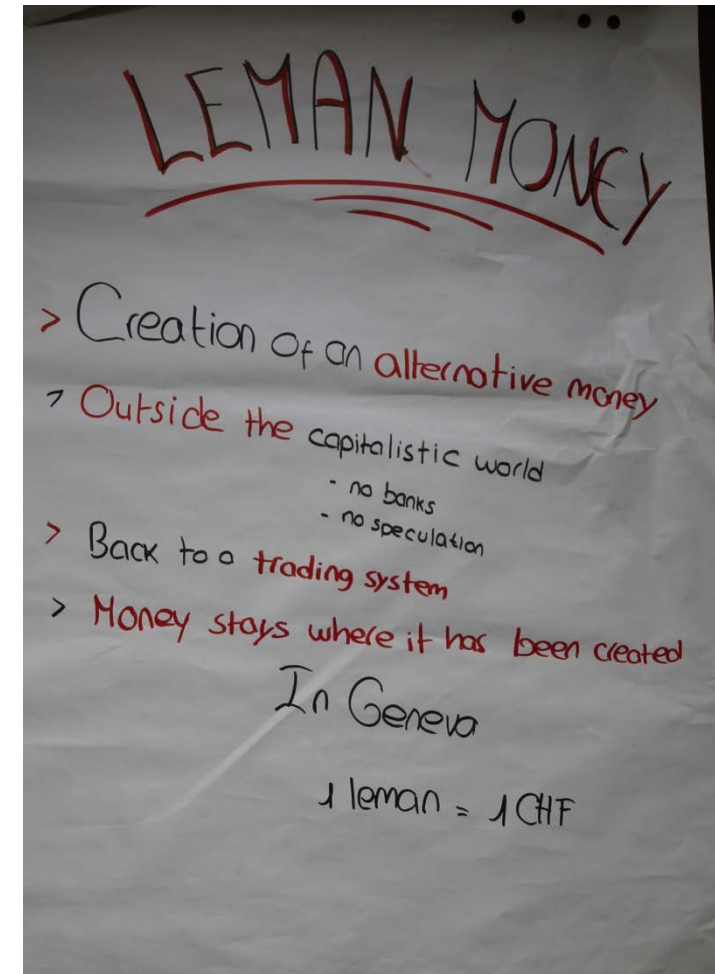 LEMAN MONEY
> Creation of an alternative money
> Outside the capitalistic world
- no banks
- no speculation
> Back to a trading system
> Money stays where it has been created
In Geneva
1 leman = 1 CHF